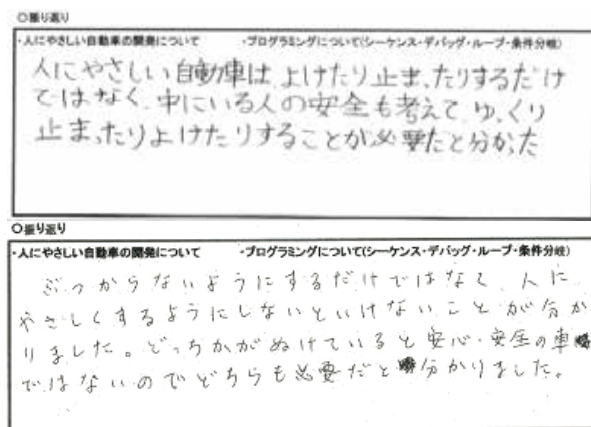 ○振り返り
・人にやさしい自動車の開発について ・プログラミングについて(シーケンス・デバッグ・ループ・条件分岐)
人にやさしい自動車は よけたり止まったりするだけ
ではなく、中にいる人の安全も考えて、ゆっくり
止まったりよけたりすることが必要だと分かった
○振り返り
・人にやさしい自動車の開発について ・プログラミングについて(シーケンス・デバッグ・ループ・条件分岐)
ぶつからないようにするだけではなく、人に
やさしくするようにしないといけないことが分か
りました。どっちかがぬけていると安心・安全の車
ではないのでどちらも必要だと分かりました。